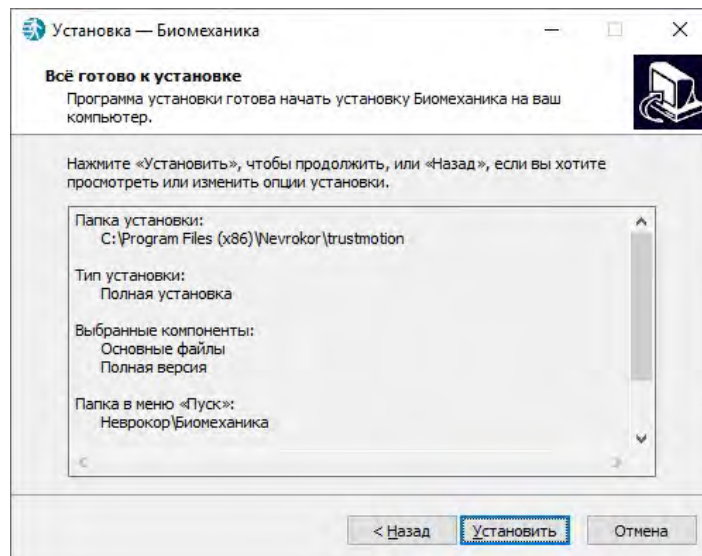 Установка — Биомеханика
Всё готово к установке
Программа установки готова начать установку Биомеханика на ваш
компьютер.
Нажмите «Установить», чтобы продолжить, или «Назад», если вы хотите
просмотреть или изменить опции установки.
Папка установки:
C:\Program Files (x86)\Nevrokor\trustmotion
Тип установки:
Полная установка
Выбранные компоненты:
Основные файлы
Полная версия
Папка в меню «Пуск»:
Неврокор\Биомеханика
< Назад
Установить
Отмена